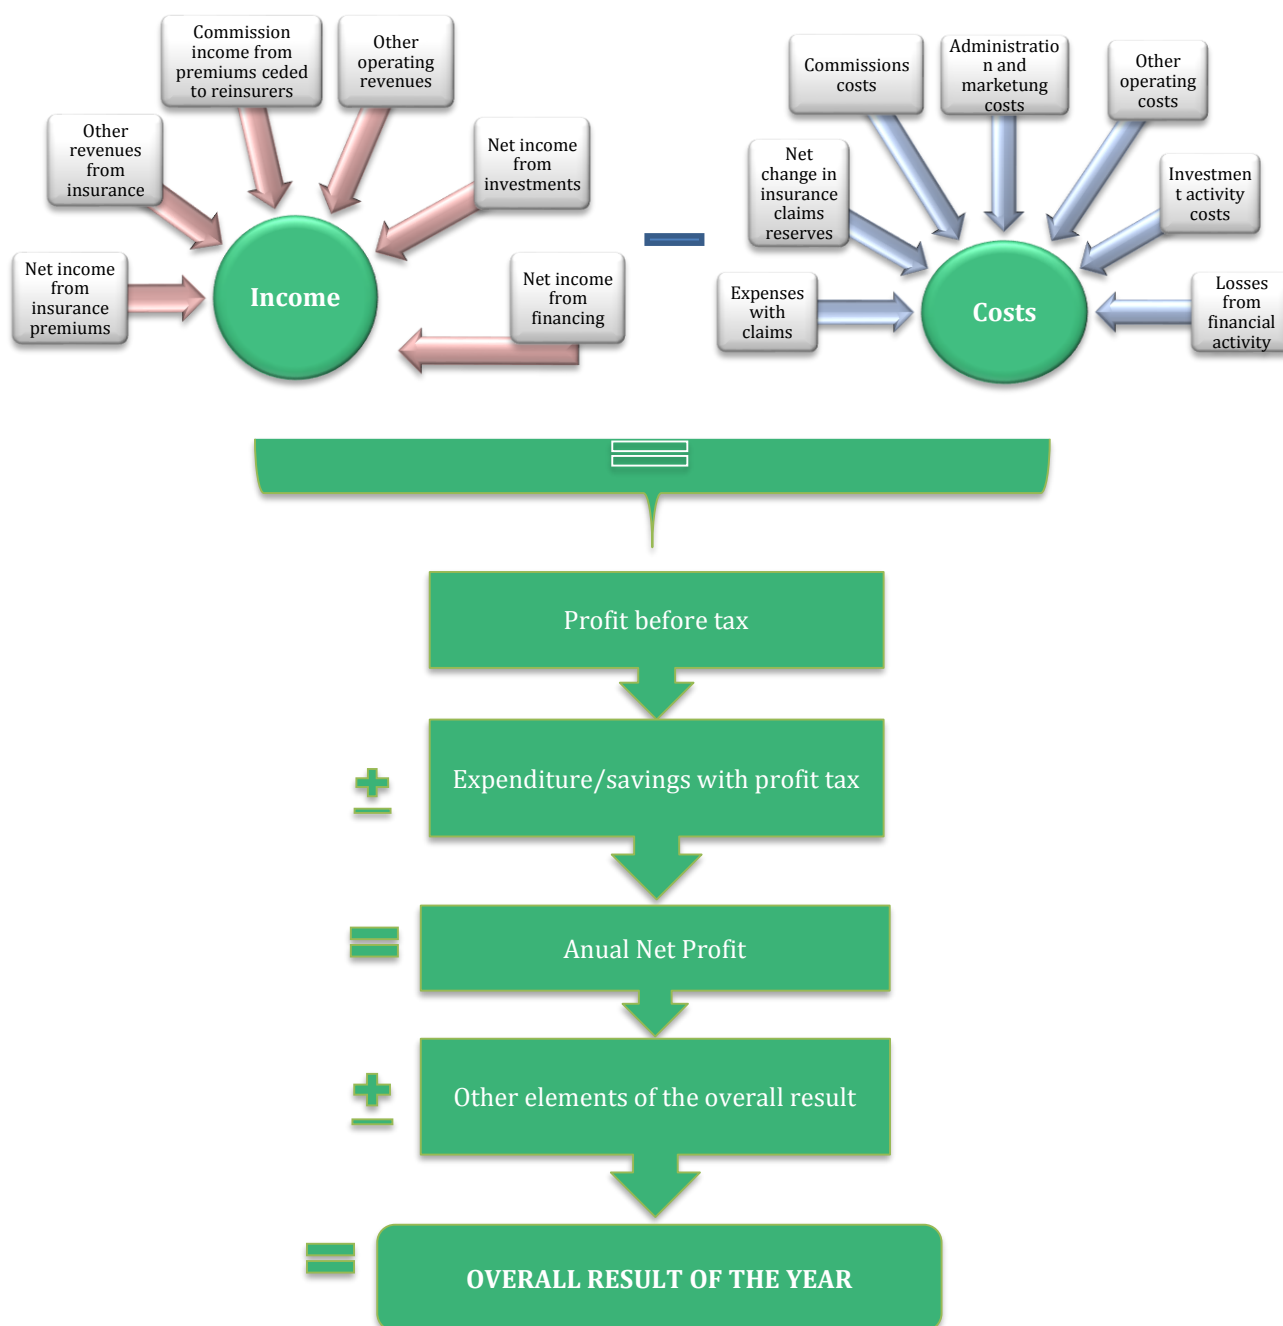 Commission
income from
premiums ceded
to reinsurers
Other
operating
revenues
Other
revenues
from
insurance
Net income
from
investments
Net income
from
insurance
premiums
Income
Net income
from
financing
Commissions
costs
Administratio
n and
marketung
costs
Other
operating
costs
Net
change in
insurance
claims
reserves
Investmen
t activity
costs
Expenses
with
claims
Costs
Losses
from
financial
activity
Profit before tax
±
Expenditure/savings with profit tax
=
Anual Net Profit
±
Other elements of the overall result
=
OVERALL RESULT OF THE YEAR